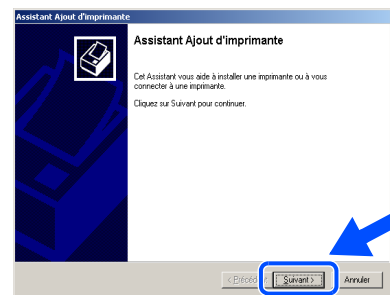 Assistant Ajout d'imprimante
Assistant Ajout d'imprimante
Cet Assistant vous aide à installer une imprimante ou à vous
connecter à une imprimante.
Cliquez sur Suivant pour continuer.
Suivant > Annuler